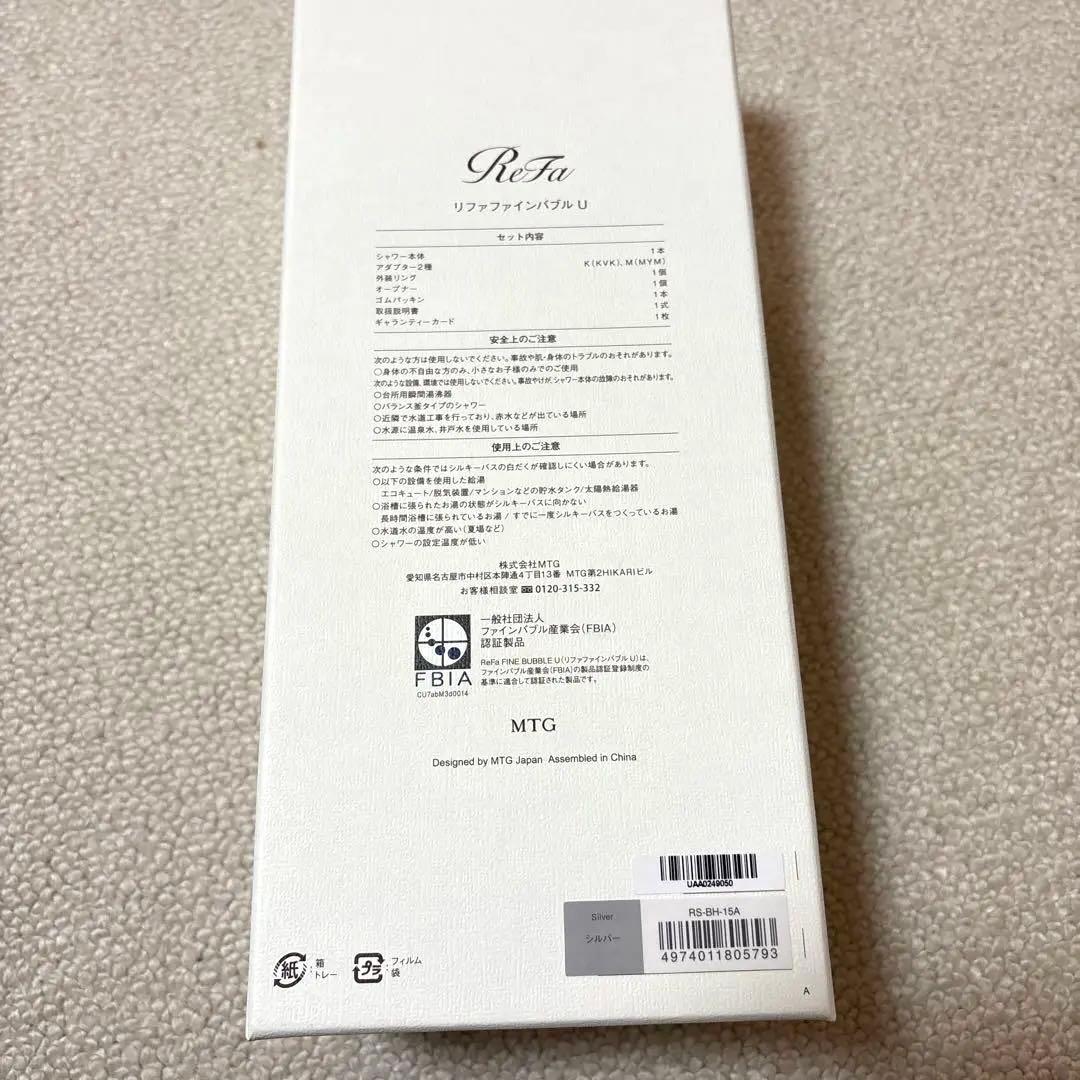 ReFa
リファファインバブル U
セット内容
シャワー本体 1本
アダプター2種 K(KVK)、M(MYM)
外装リング 1個
オープナー 1個
ゴムパッキン 1本
取扱説明書 1式
ギャランティーカード 1枚
安全上のご注意
次のような方は使用しないでください。事故や肌・身体のトラブルのおそれがあります。
○身体の不自由な方のみ、小さなお子様のみでのご使用
次のような設備、環境では使用しないでください。事故やけが、シャワー本体の故障のおそれがあります。
○台所用瞬間湯沸器
○バランス釜タイプのシャワー
○近隣で水道工事を行っており、赤水などが出ている場所
○水源に温泉水、井戸水を使用している場所
使用上のご注意
次のような条件ではシルキーバスの白だくが確認しにくい場合があります。
○以下の設備を使用した給湯
エコキュート/脱気装置/マンションなどの貯水タンク/太陽熱給湯器
○浴槽に張られたお湯の状態がシルキーバスに向かない
長時間浴槽に張られているお湯 / すでに一度シルキーバスをつくっているお湯
○水道水の温度が高い(夏場など)
○シャワーの設定温度が低い
株式会社MTG
愛知県名古屋市中村区本陣通4丁目13番 MTG第2HIKARIビル
お客様相談室 0120-315-332
一般社団法人
ファインバブル産業会(FBIA)
認証製品
ReFa FINE BUBBLE U(リファファインバブル U)は、
ファインバブル産業会(FBIA)の製品認証登録制度の
基準に適合して認証された製品です。
FBIA
CU7abM3d0014
MTG
Designed by MTG Japan Assembled in China
UAA0249050
Silver
シルバー
RS-BH-15A
4974011805793
紙
箱
トレー
プラ
フィルム
袋
A